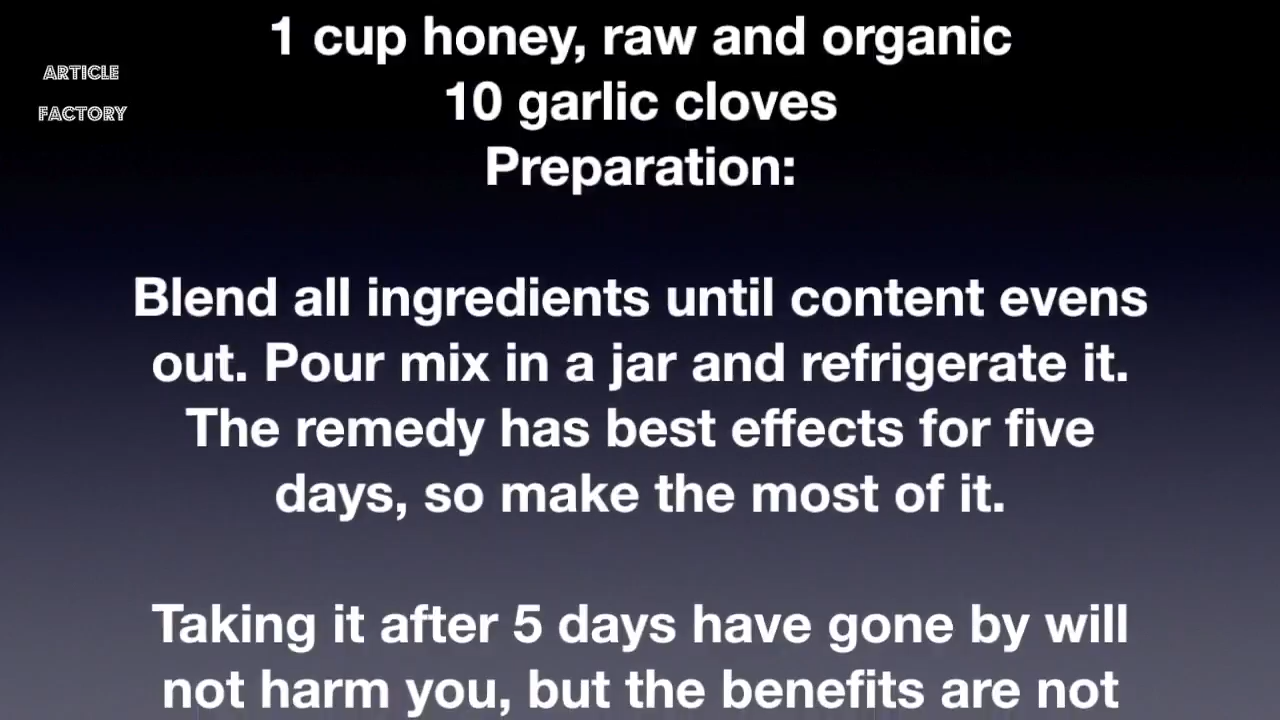 1 cup honey, raw and organic
ARTICLE
FACTORY
10 garlic cloves
Preparation:
Blend all ingredients until content evens
out. Pour mix in a jar and refrigerate it.
The remedy has best effects for five
days, so make the most of it.
Taking it after 5 days have gone by will
not harm you, but the benefits are not